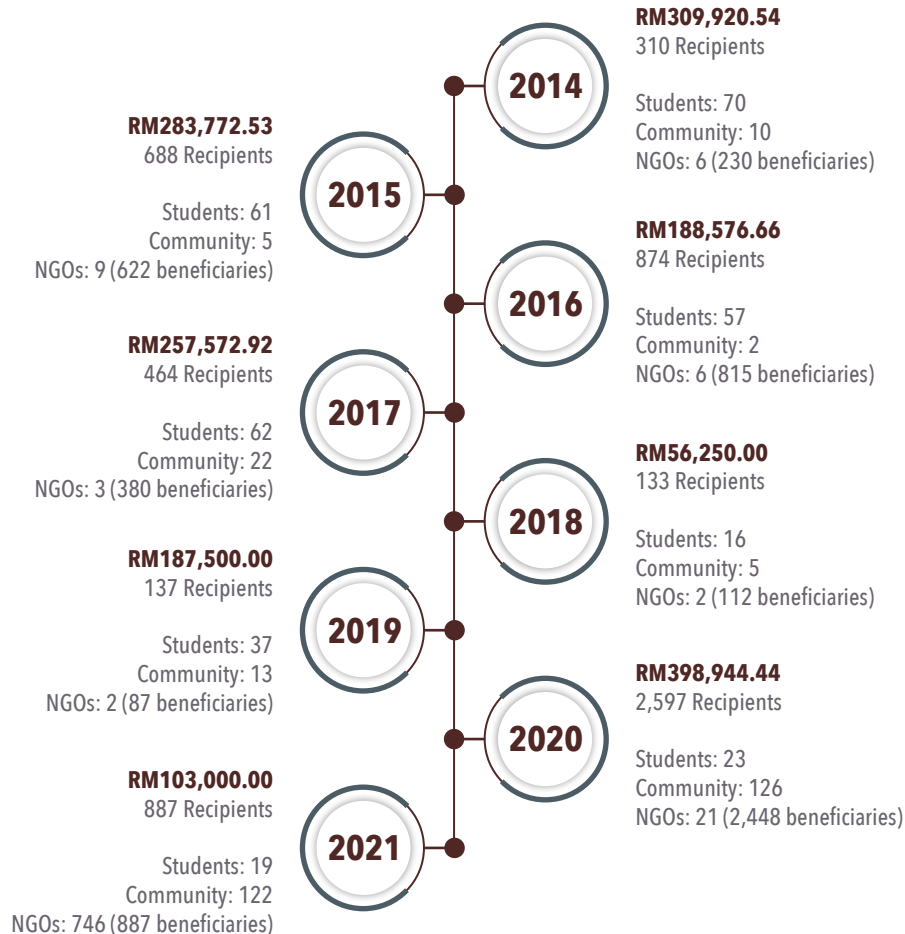 2014
RM309,920.54
310 Recipients
Students: 70
Community: 10
NGOs: 6 (230 beneficiaries)
RM283,772.53
688 Recipients
Students: 61
Community: 5
NGOs: 9 (622 beneficiaries)
2015
2016
RM188,576.66
874 Recipients
Students: 57
Community: 2
NGOs: 6 (815 beneficiaries)
RM257,572.92
464 Recipients
Students: 62
Community: 22
NGOs: 3 (380 beneficiaries)
2017
2018
RM56,250.00
133 Recipients
Students: 16
Community: 5
NGOs: 2 (112 beneficiaries)
RM187,500.00
137 Recipients
Students: 37
Community: 13
NGOs: 2 (87 beneficiaries)
2019
2020
RM398,944.44
2,597 Recipients
Students: 23
Community: 126
NGOs: 21 (2,448 beneficiaries)
RM103,000.00
887 Recipients
Students: 19
Community: 122
NGOs: 746 (887 beneficiaries)
2021